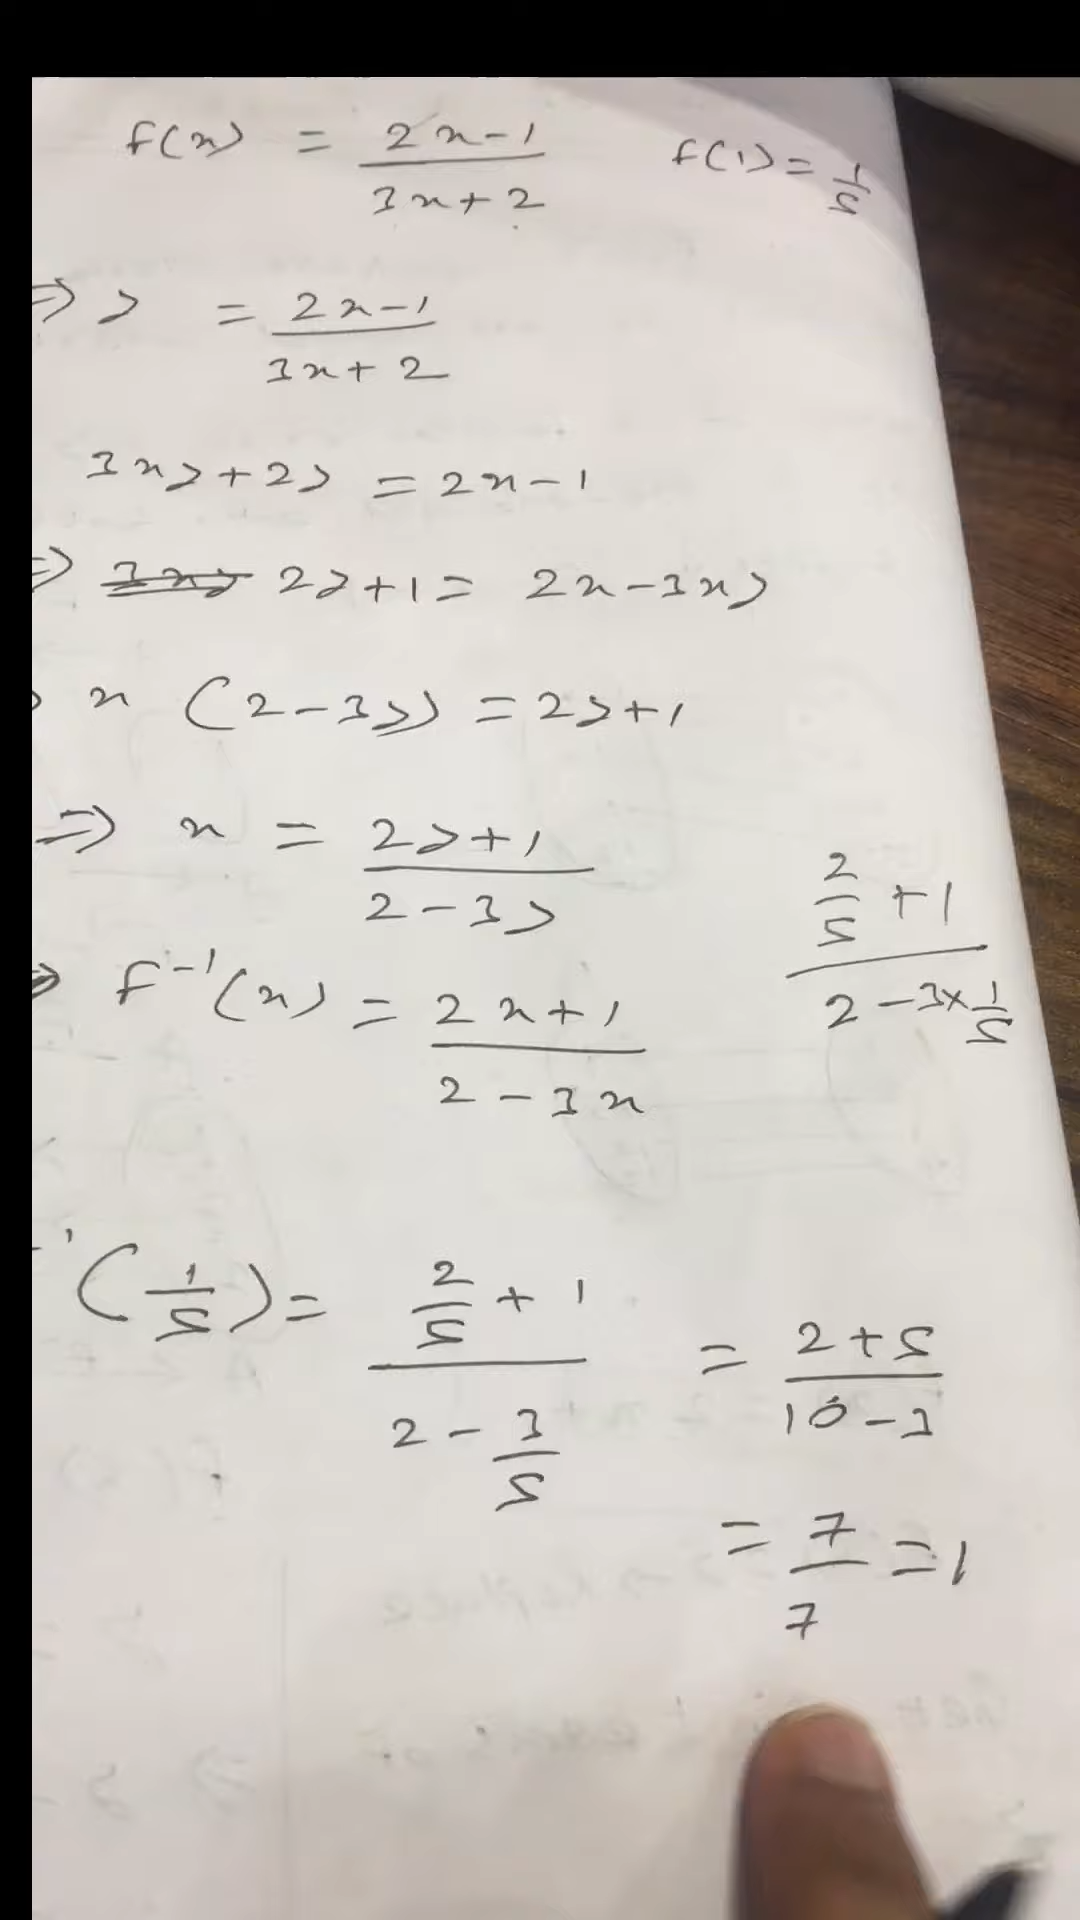 f(x) = (2x-1)/(3x+2)    f(1) = 1/5
⇒ y = (2x-1)/(3x+2)
3xy + 2y = 2x - 1
⇒ 2y + 1 = 2x - 3xy
x (2 - 3y) = 2y + 1
⇒ x = (2y+1)/(2-3y)
(2/5 + 1)/(2 - 3×1/5)
⇒ f⁻¹(x) = (2x+1)/(2-3x)
⁻¹(1/5) = (2/5 + 1)/(2 - 3/5) = (2+5)/(10-3)
= 7/7 = 1